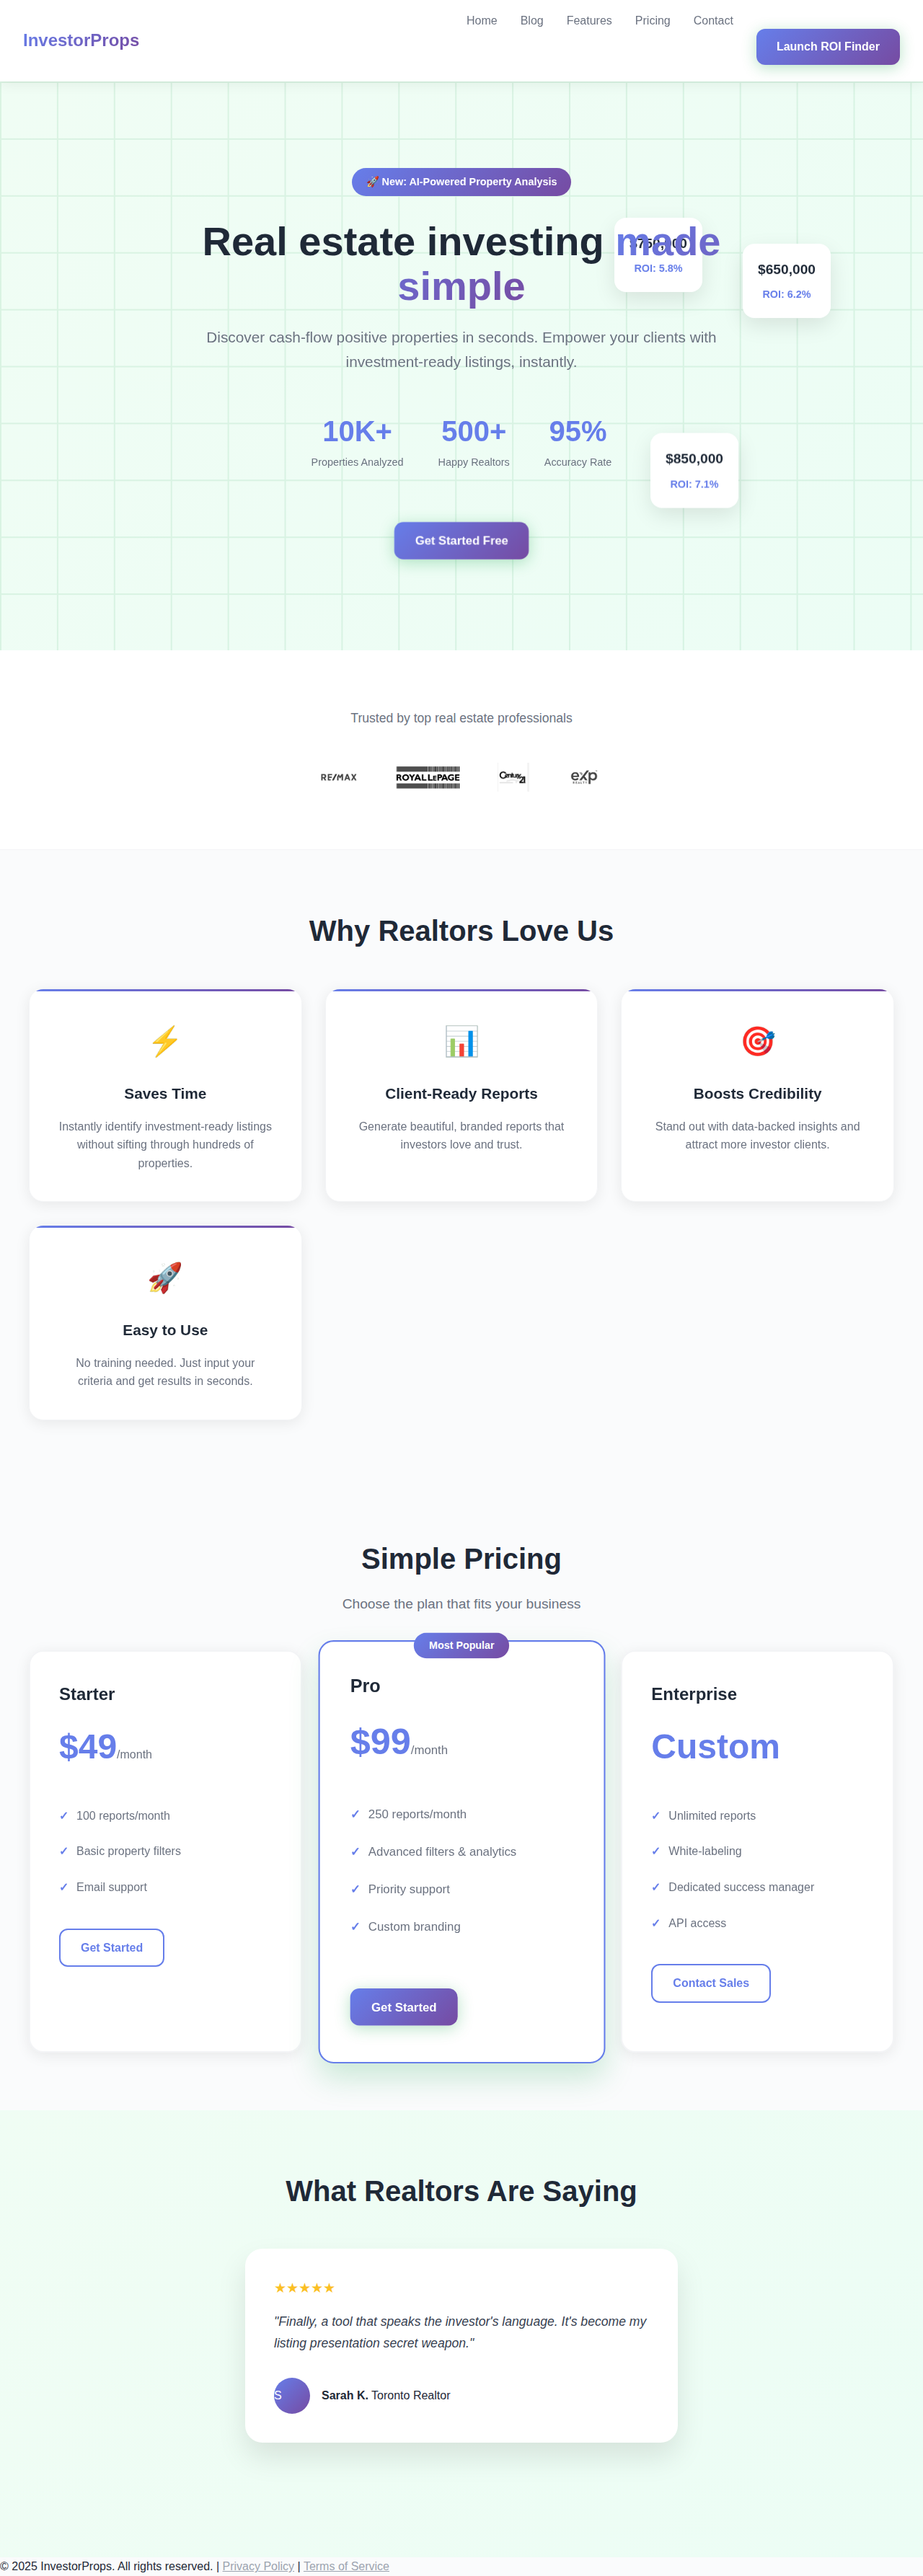 InvestorProps
Home Blog Features Pricing Contact
Launch ROI Finder
🚀 New: AI-Powered Property Analysis
Real estate investing made
simple
ROI: 5.8%
$650,000
ROI: 6.2%
Discover cash-flow positive properties in seconds. Empower your clients with
investment-ready listings, instantly.
10K+ 500+ 95%
Properties Analyzed Happy Realtors Accuracy Rate
$850,000
ROI: 7.1%
Get Started Free
Trusted by top real estate professionals
RE/MAX ROYAL LEPAGE Century 21 exp REALTY
Why Realtors Love Us
Saves Time
Instantly identify investment-ready listings
without sifting through hundreds of
properties.
Client-Ready Reports
Generate beautiful, branded reports that
investors love and trust.
Boosts Credibility
Stand out with data-backed insights and
attract more investor clients.
Easy to Use
No training needed. Just input your
criteria and get results in seconds.
Simple Pricing
Choose the plan that fits your business
Starter
$49/month
✓ 100 reports/month
✓ Basic property filters
✓ Email support
Get Started
Most Popular
Pro
$99/month
✓ 250 reports/month
✓ Advanced filters & analytics
✓ Priority support
✓ Custom branding
Get Started
Enterprise
Custom
✓ Unlimited reports
✓ White-labeling
✓ Dedicated success manager
✓ API access
Contact Sales
What Realtors Are Saying
★★★★★
"Finally, a tool that speaks the investor's language. It's become my
listing presentation secret weapon."
S
Sarah K. Toronto Realtor
© 2025 InvestorProps. All rights reserved. | Privacy Policy | Terms of Service